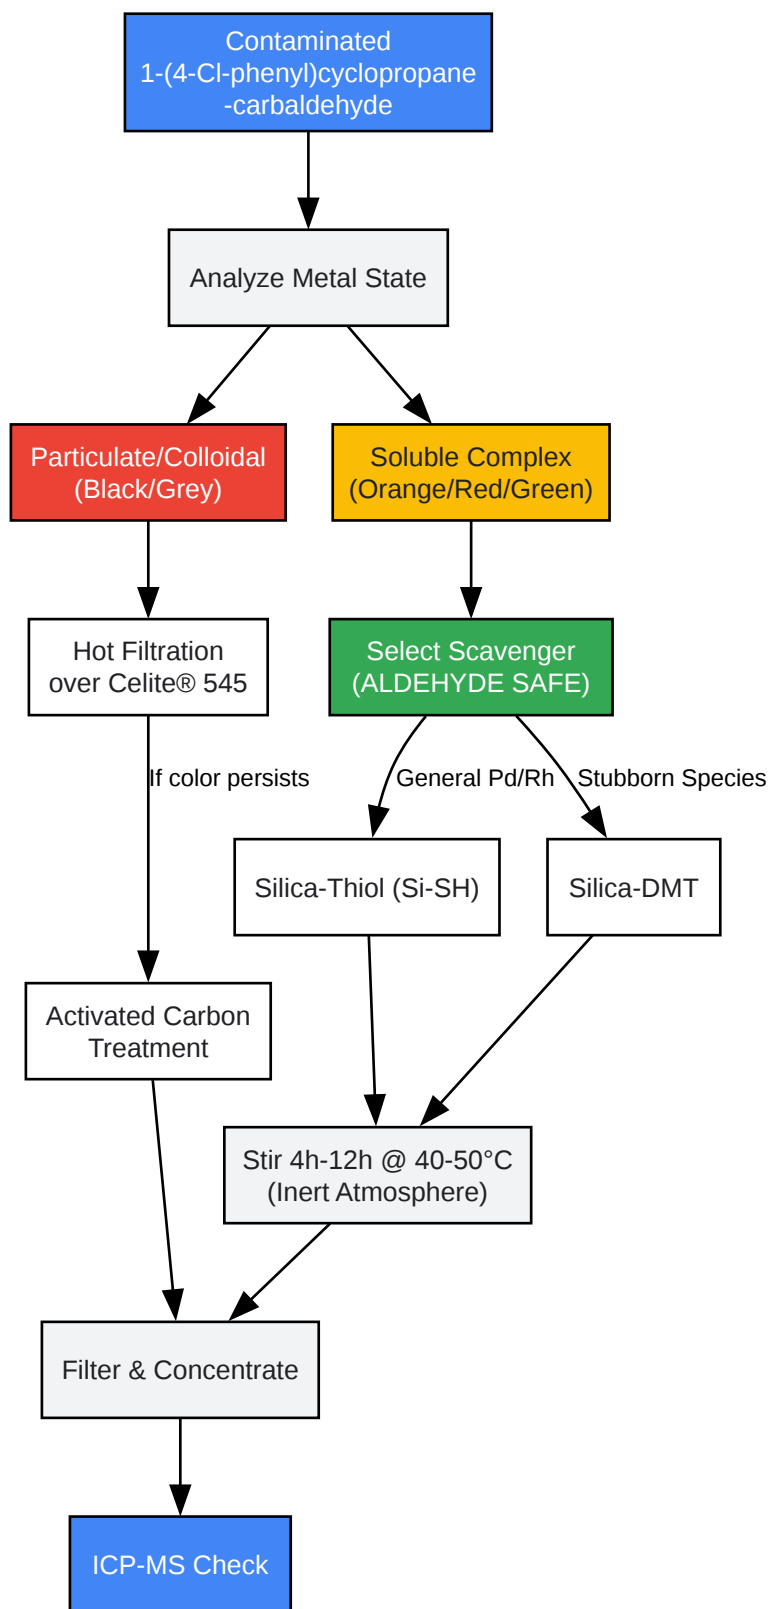 Contaminated
1-(4-Cl-phenyl)cyclopropane
-carbaldehyde
Analyze Metal State
Particulate/Colloidal
(Black/Grey)
Soluble Complex
(Orange/Red/Green)
Hot Filtration
over Celite® 545
Select Scavenger
(ALDEHYDE SAFE)
If color persists
General Pd/Rh
Stubborn Species
Silica-Thiol (Si-SH)
Silica-DMT
Activated Carbon
Treatment
Stir 4h-12h @ 40-50°C
(Inert Atmosphere)
Filter & Concentrate
ICP-MS Check